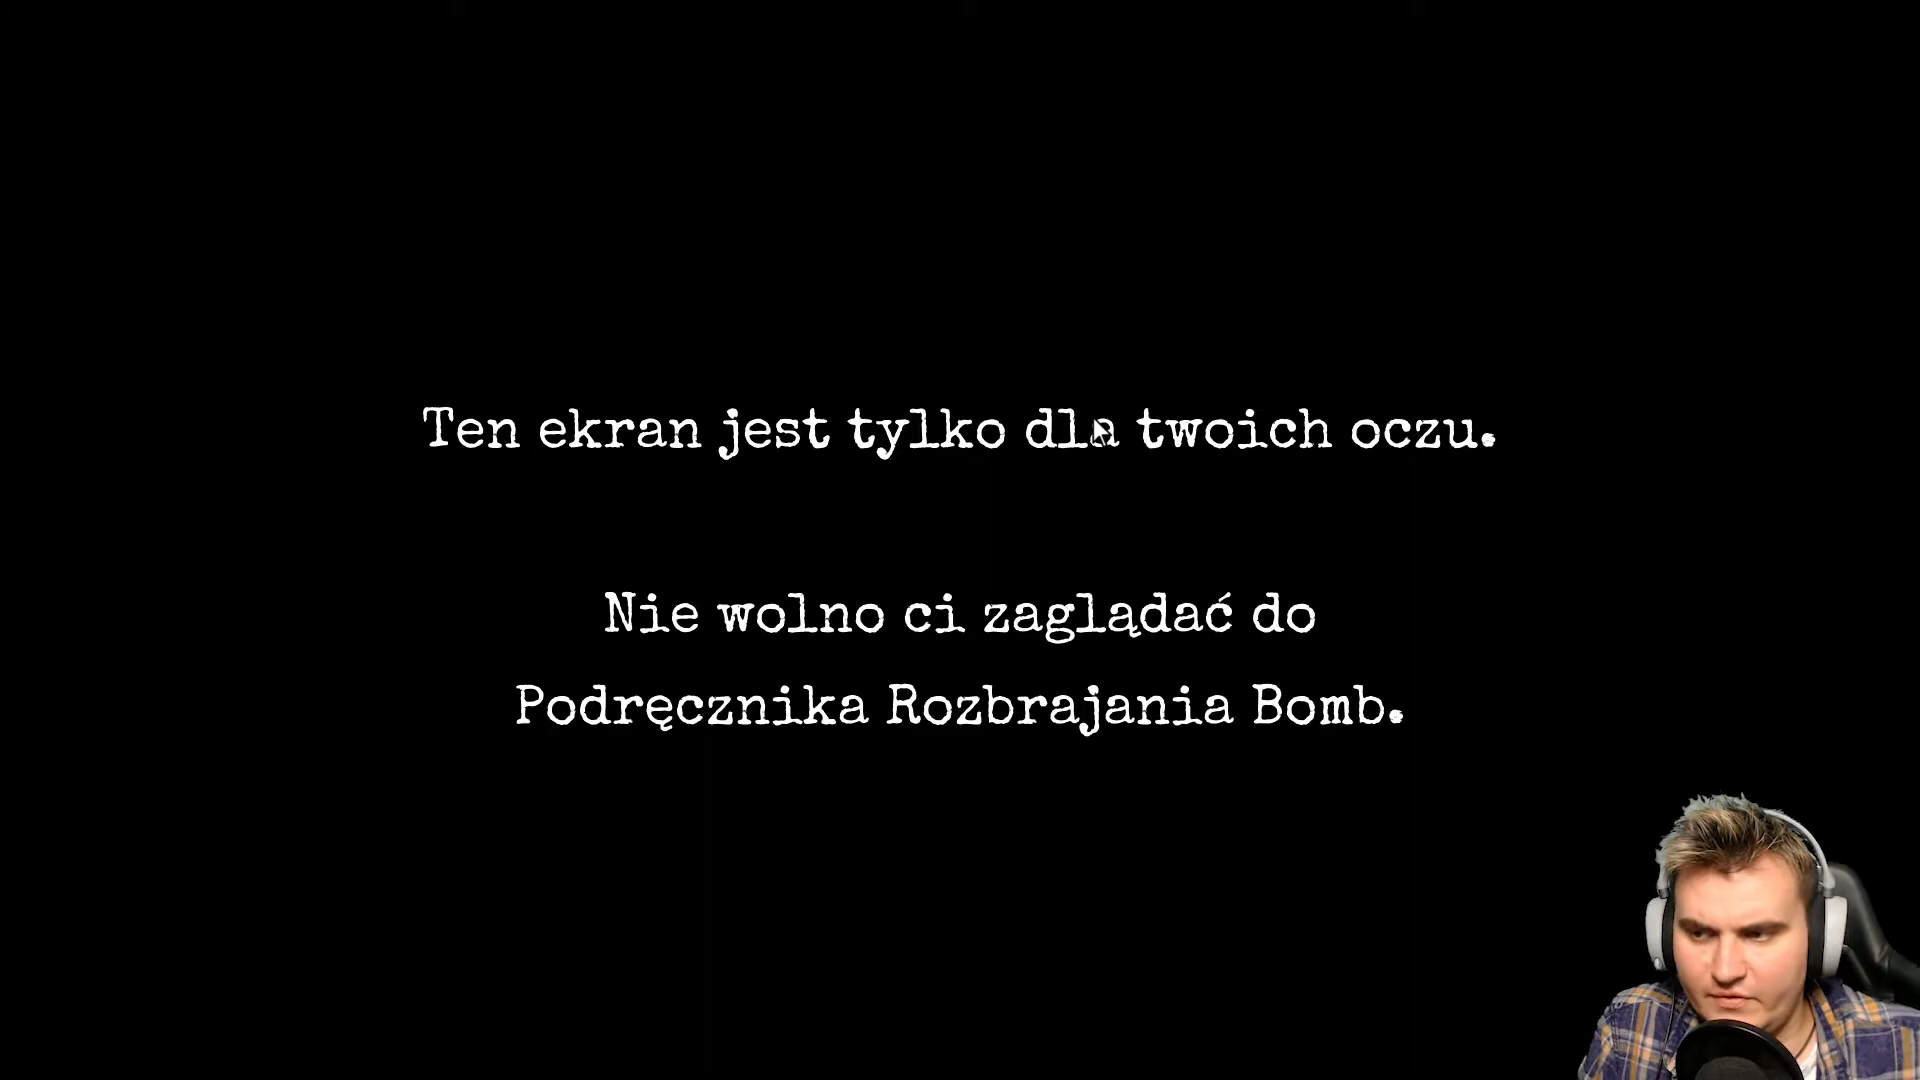 Ten ekran jest tylko dla twoich oczu.
Nie wolno ci zaglądać do
Podręcznika Rozbrajania Bomb.